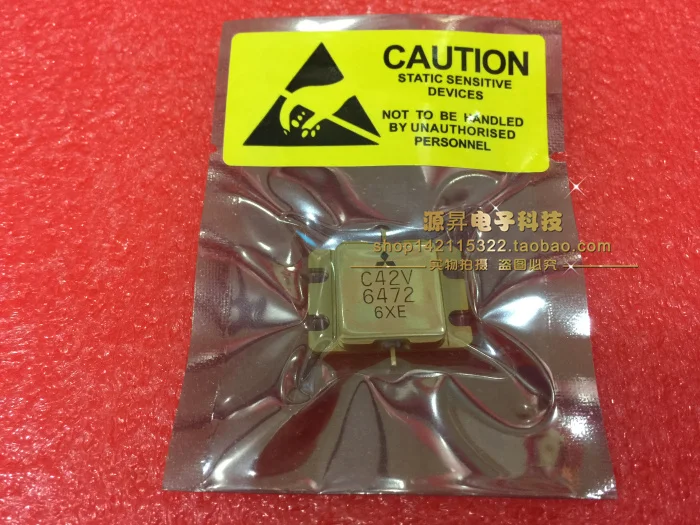 CAUTION
STATIC SENSITIVE
DEVICES
NOT TO BE HANDLED
BY UNAUTHORISED
PERSONNEL
源昇电子科技
shop142115322.taobao.com
实物拍摄 盗图必究
C42V
6472
6XE